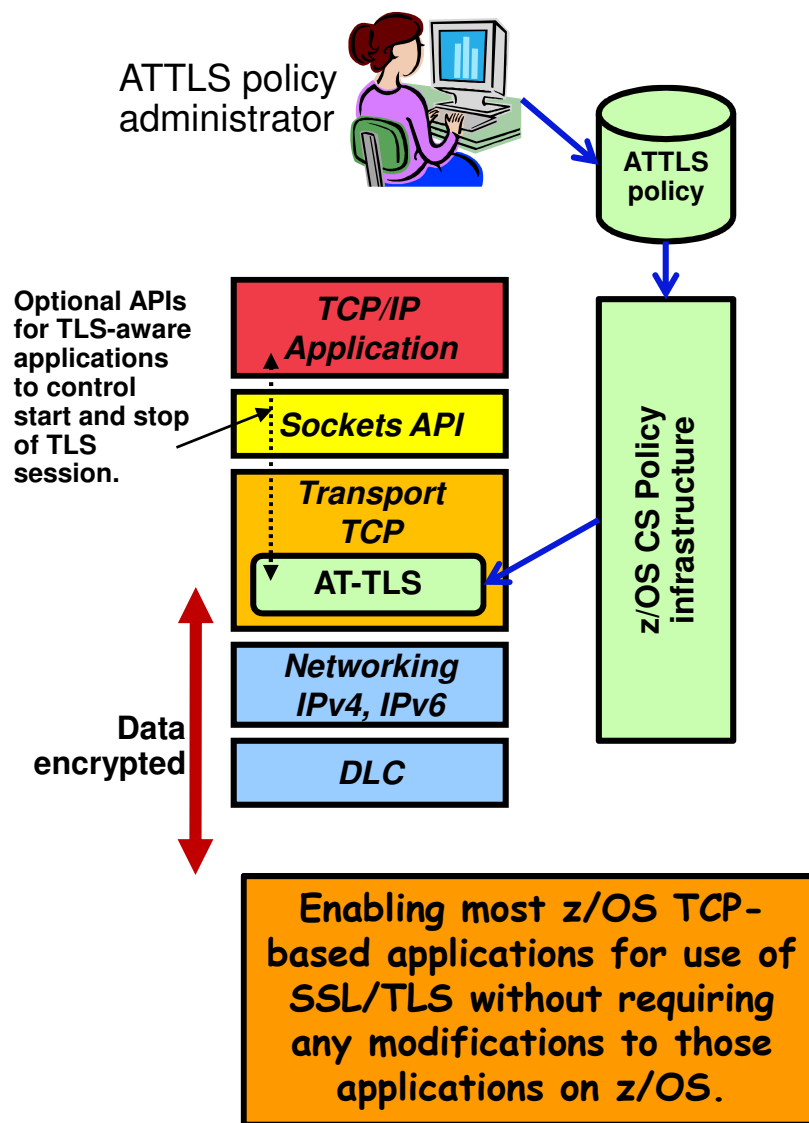 ATTLS policy
administrator
ATTLS
policy
Optional APIs
for TLS-aware
applications
to control
start and stop
of TLS
session.
TCP/IP
Application
Sockets API
Transport
TCP
AT-TLS
Networking
IPv4, IPv6
DLC
z/OS CS Policy
infrastructure
Data
encrypted
Enabling most z/OS TCP-
based applications for use of
SSL/TLS without requiring
any modifications to those
applications on z/OS.